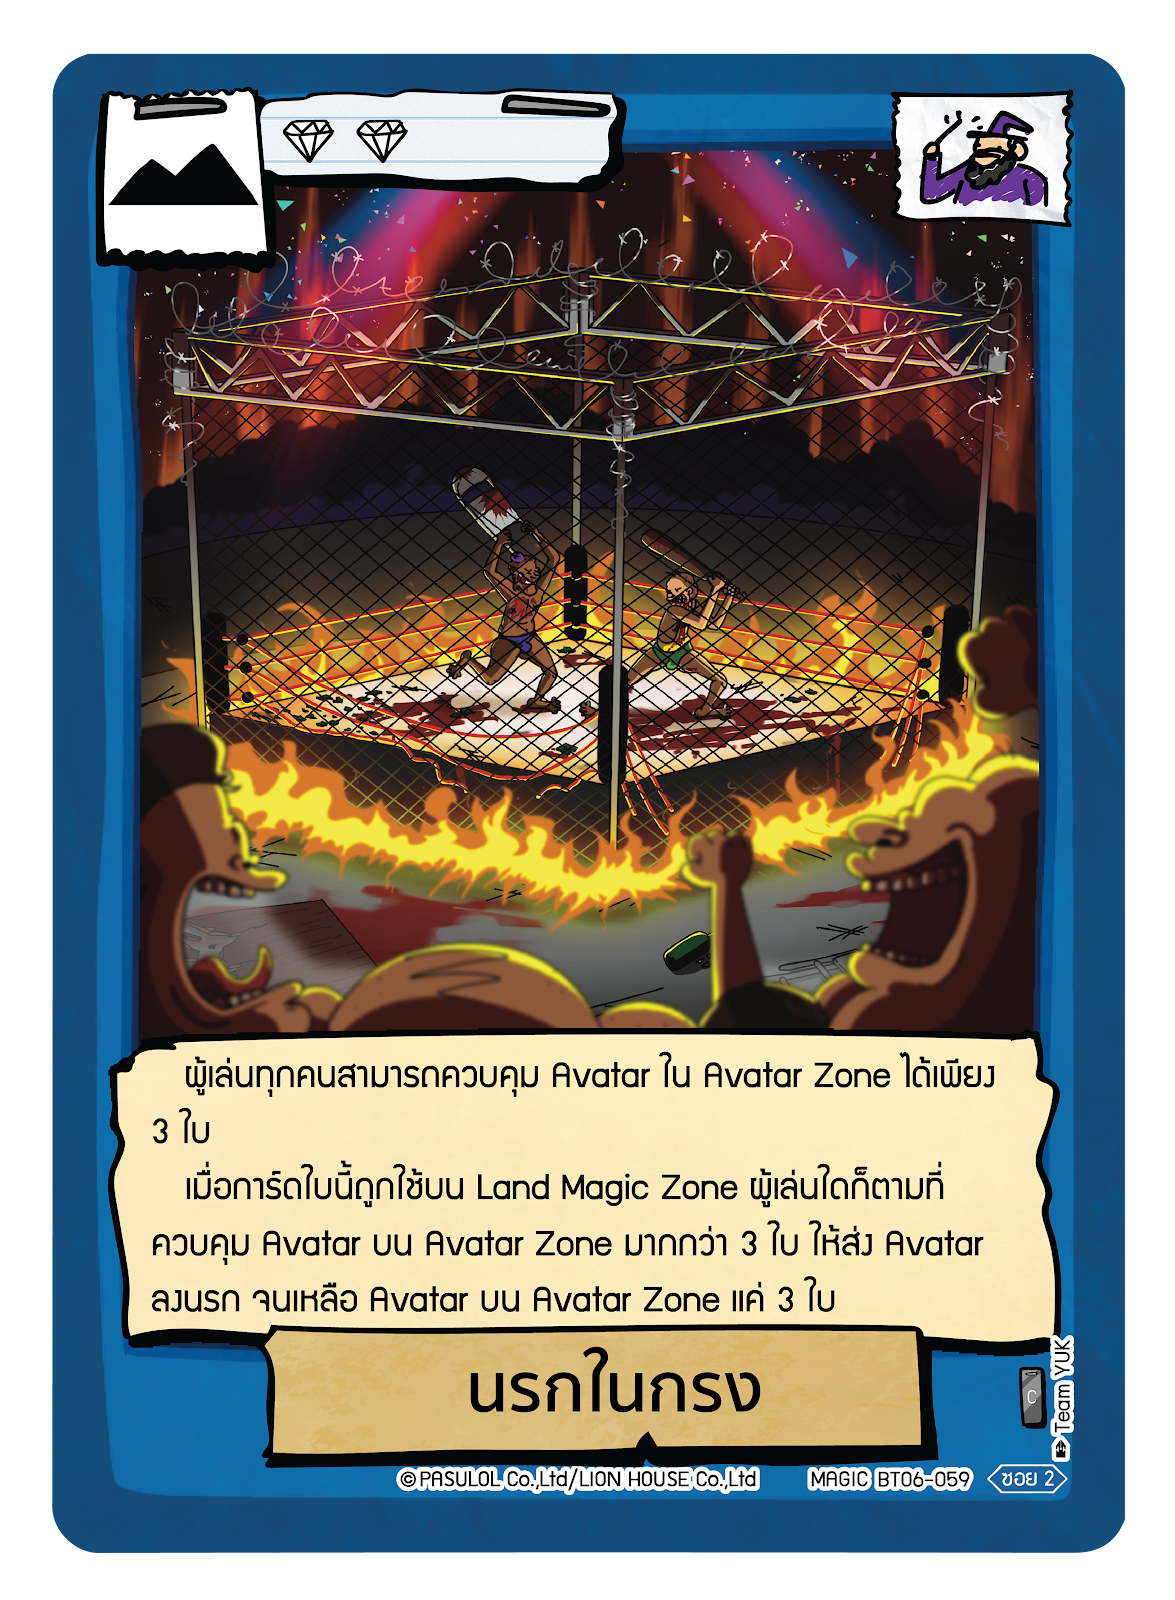 ผู้เล่นทุกคนสามารถควบคุม Avatar ใน Avatar Zone ได้เพียง
3 ใบ
เมื่อการ์ดใบนี้ถูกใช้บน Land Magic Zone ผู้เล่นใดก็ตามที่
ควบคุม Avatar บน Avatar Zone มากกว่า 3 ใบ ให้ส่ง Avatar
ลงนรก จนเหลือ Avatar บน Avatar Zone แค่ 3 ใบ
นรกในกรง
C
Team YUK
©PASULOL Co.,Ltd/LION HOUSE Co.,Ltd MAGIC BT06-059 ซอย 2